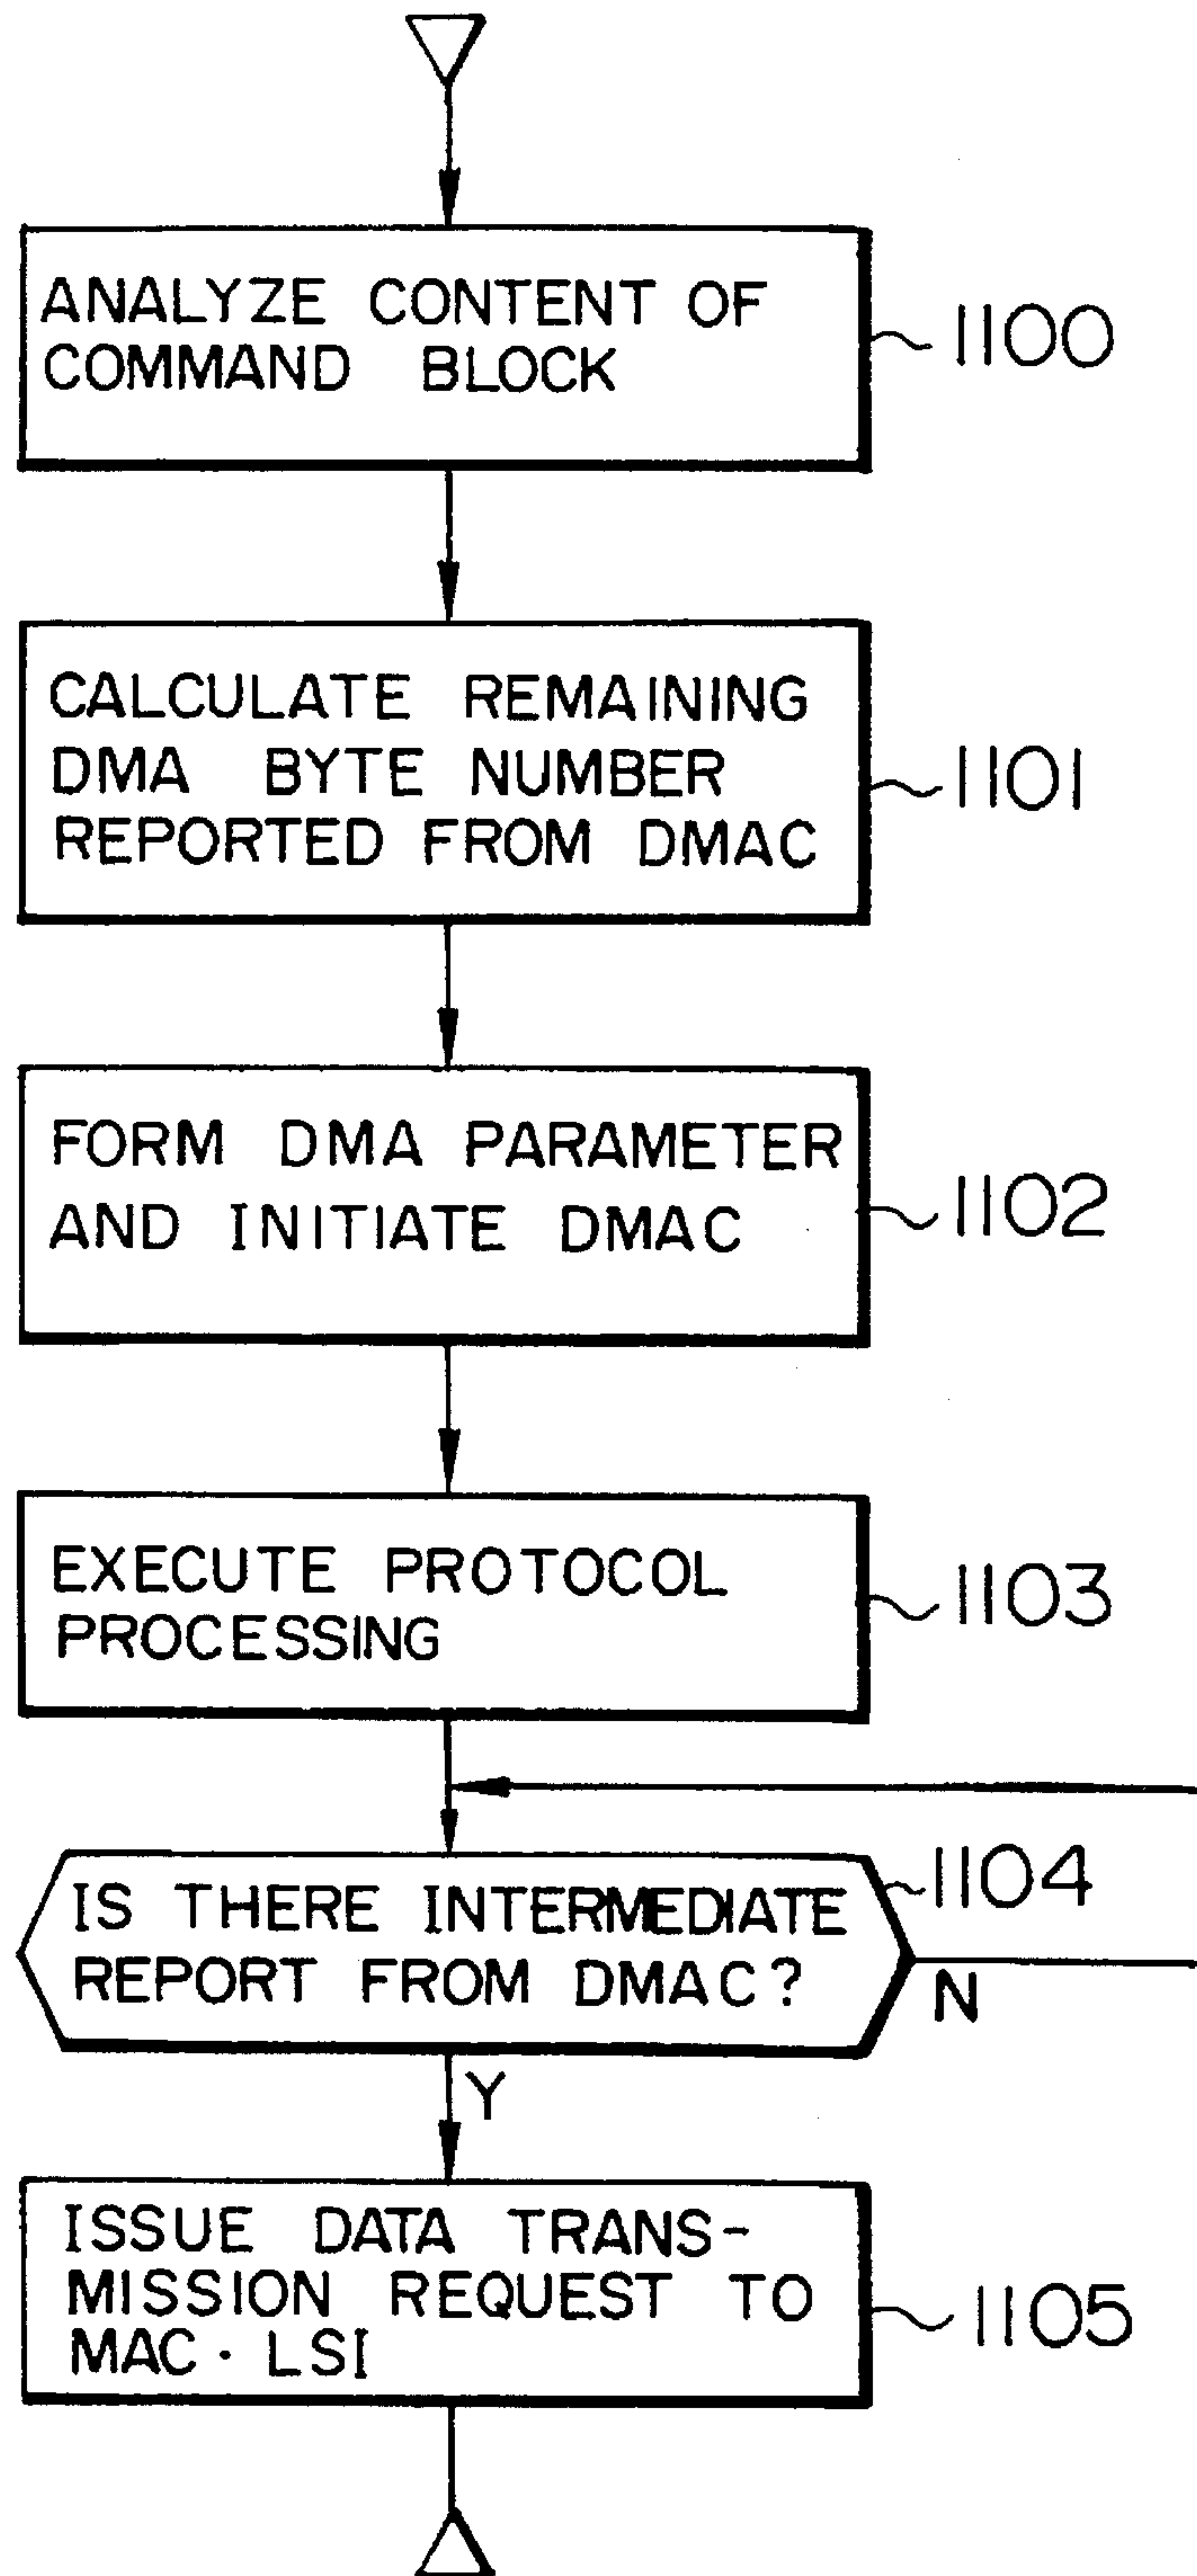 ANALYZE CONTENT OF
COMMAND BLOCK
1100
CALCULATE REMAINING
DMA BYTE NUMBER
REPORTED FROM DMAC
1101
FORM DMA PARAMETER
AND INITIATE DMAC
1102
EXECUTE PROTOCOL
PROCESSING
1103
IS THERE INTERMEDIATE
REPORT FROM DMAC?
1104
N
Y
ISSUE DATA TRANS-
MISSION REQUEST TO
MAC · LSI
1105